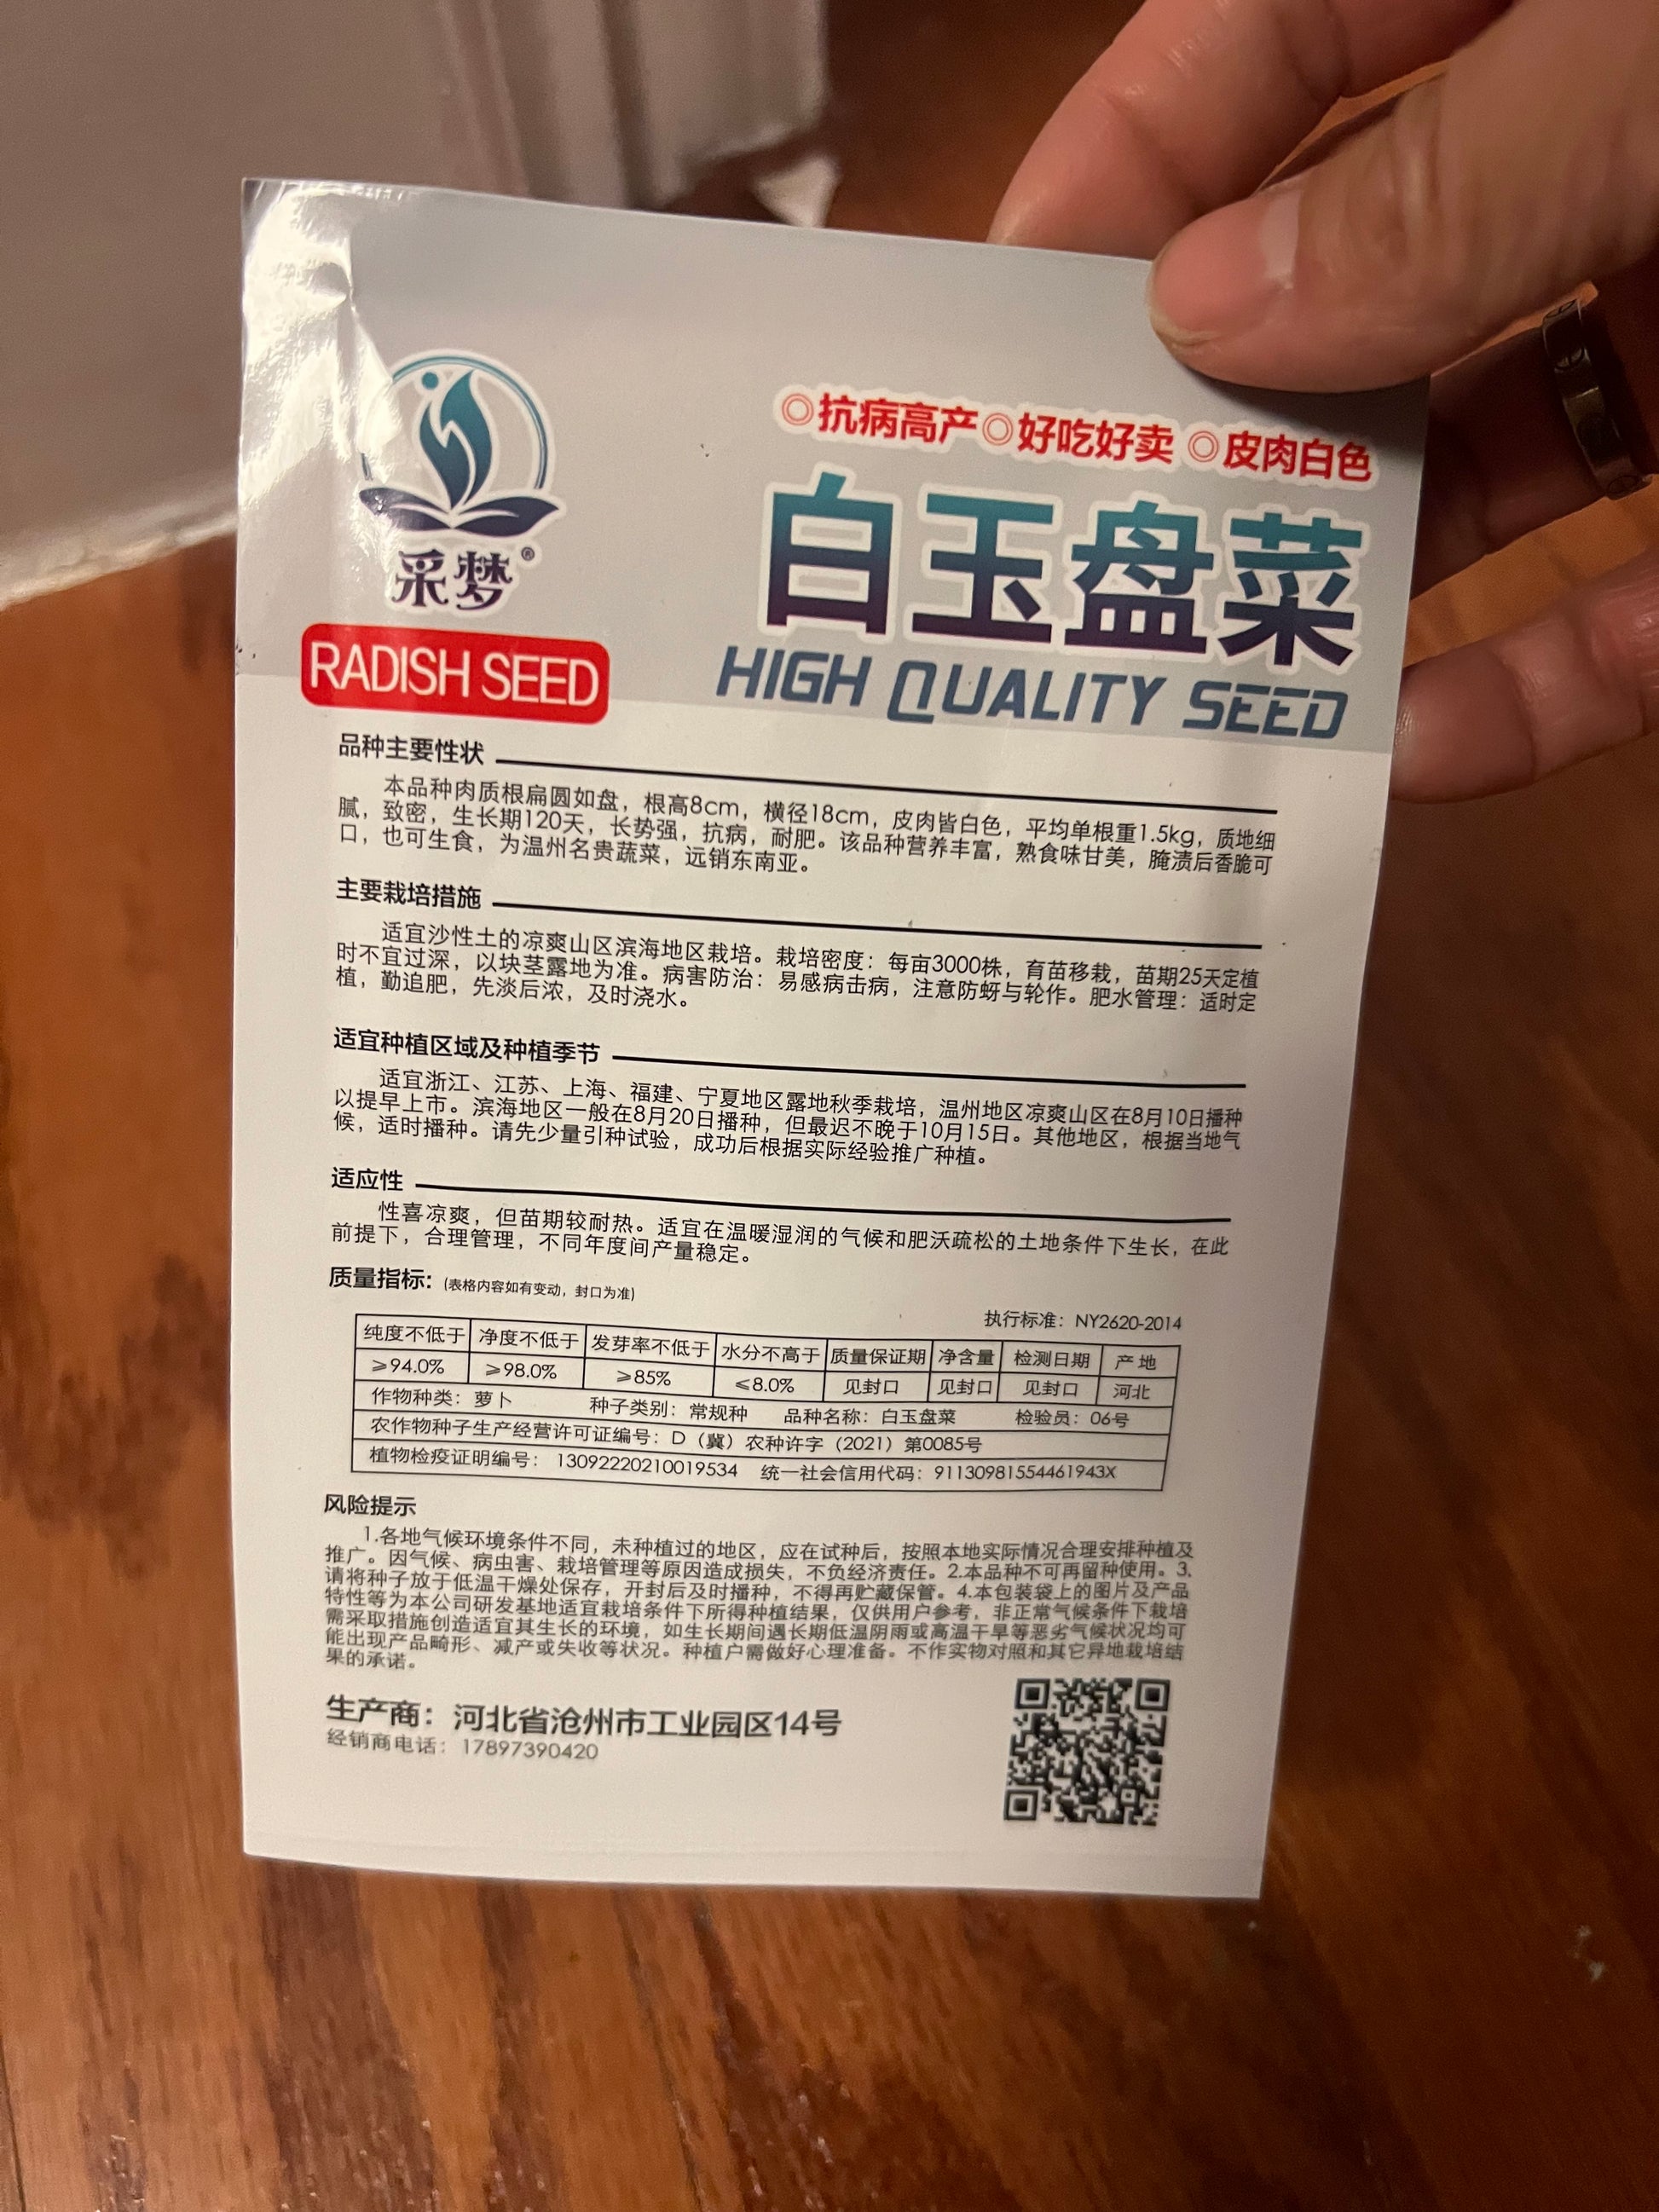 ◎抗病高产◎好吃好卖 ◎皮肉白色
采梦®
白玉盘菜
RADISH SEED
HIGH QUALITY SEED
品种主要性状
本品种肉质根扁圆如盘，根高8cm，横径18cm，皮肉皆白色，平均单根重1.5kg，质地细
腻，致密，生长期120天，长势强，抗病，耐肥。该品种营养丰富，熟食味甘美，腌渍后香脆可
口，也可生食，为温州名贵蔬菜，远销东南亚。
主要栽培措施
适宜沙性土的凉爽山区滨海地区栽培。栽培密度：每亩3000株，育苗移栽，苗期25天定植
时不宜过深，以块茎露地为准。病害防治：易感病击病，注意防蚜与轮作。肥水管理：适时定
植，勤追肥，先淡后浓，及时浇水。
适宜种植区域及种植季节
适宜浙江、江苏、上海、福建、宁夏地区露地秋季栽培，温州地区凉爽山区在8月10日播种
以提早上市。滨海地区一般在8月20日播种，但最迟不晚于10月15日。其他地区，根据当地气
候，适时播种。请先少量引种试验，成功后根据实际经验推广种植。
适应性
性喜凉爽，但苗期较耐热。适宜在温暖湿润的气候和肥沃疏松的土地条件下生长，在此
前提下，合理管理，不同年度间产量稳定。
质量指标：(表格内容如有变动，封口为准)
执行标准：NY2620-2014
纯度不低于 净度不低于 发芽率不低于 水分不高于 质量保证期 净含量 检测日期 产 地
≥94.0% ≥98.0% ≥85% ≤8.0% 见封口 见封口 见封口 河北
作物种类：萝卜 种子类别：常规种 品种名称：白玉盘菜 检验员：06号
农作物种子生产经营许可证编号：D（冀）农种许字（2021）第0085号
植物检疫证明编号：13092220210019534 统一社会信用代码：91130981554461943X
风险提示
1.各地气候环境条件不同，未种植过的地区，应在试种后，按照本地实际情况合理安排种植及
推广。因气候、病虫害、栽培管理等原因造成损失，不负经济责任。2.本品种不可再留种使用。3.
请将种子放于低温干燥处保存，开封后及时播种，不得再贮藏保管。4.本包装袋上的图片及产品
特性等为本公司研发基地适宜栽培条件下所得种植结果，仅供用户参考，非正常气候条件下栽培
需采取措施创造适宜其生长的环境，如生长期间遇长期低温阴雨或高温干旱等恶劣气候状况均可
能出现产品畸形、减产或失收等状况。种植户需做好心理准备。不作实物对照和其它异地栽培结
果的承诺。
生产商：河北省沧州市工业园区14号
经销商电话：17897390420